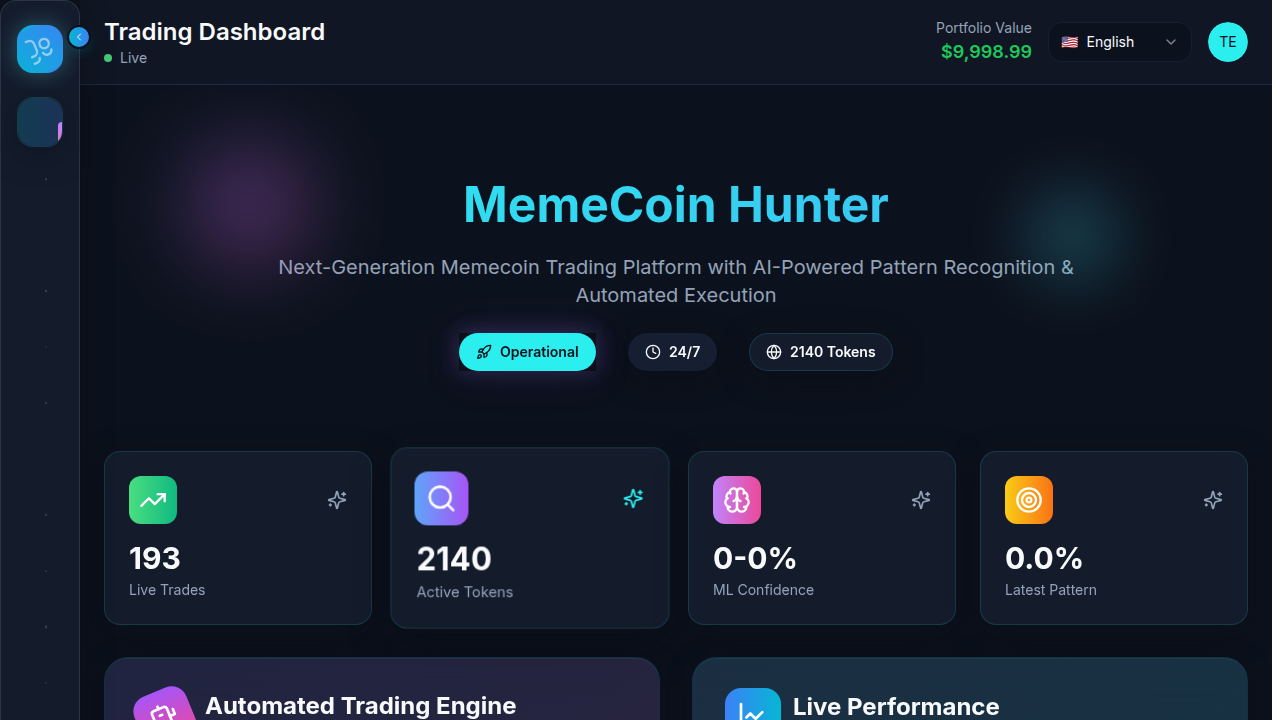 Trading Dashboard
Live
Portfolio Value
$9,998.99
🇺🇸 English
TE
MemeCoin Hunter
Next-Generation Memecoin Trading Platform with AI-Powered Pattern Recognition &
Automated Execution
Operational
24/7
2140 Tokens
193
Live Trades
2140
Active Tokens
0-0%
ML Confidence
0.0%
Latest Pattern
Automated Trading Engine
Live Performance